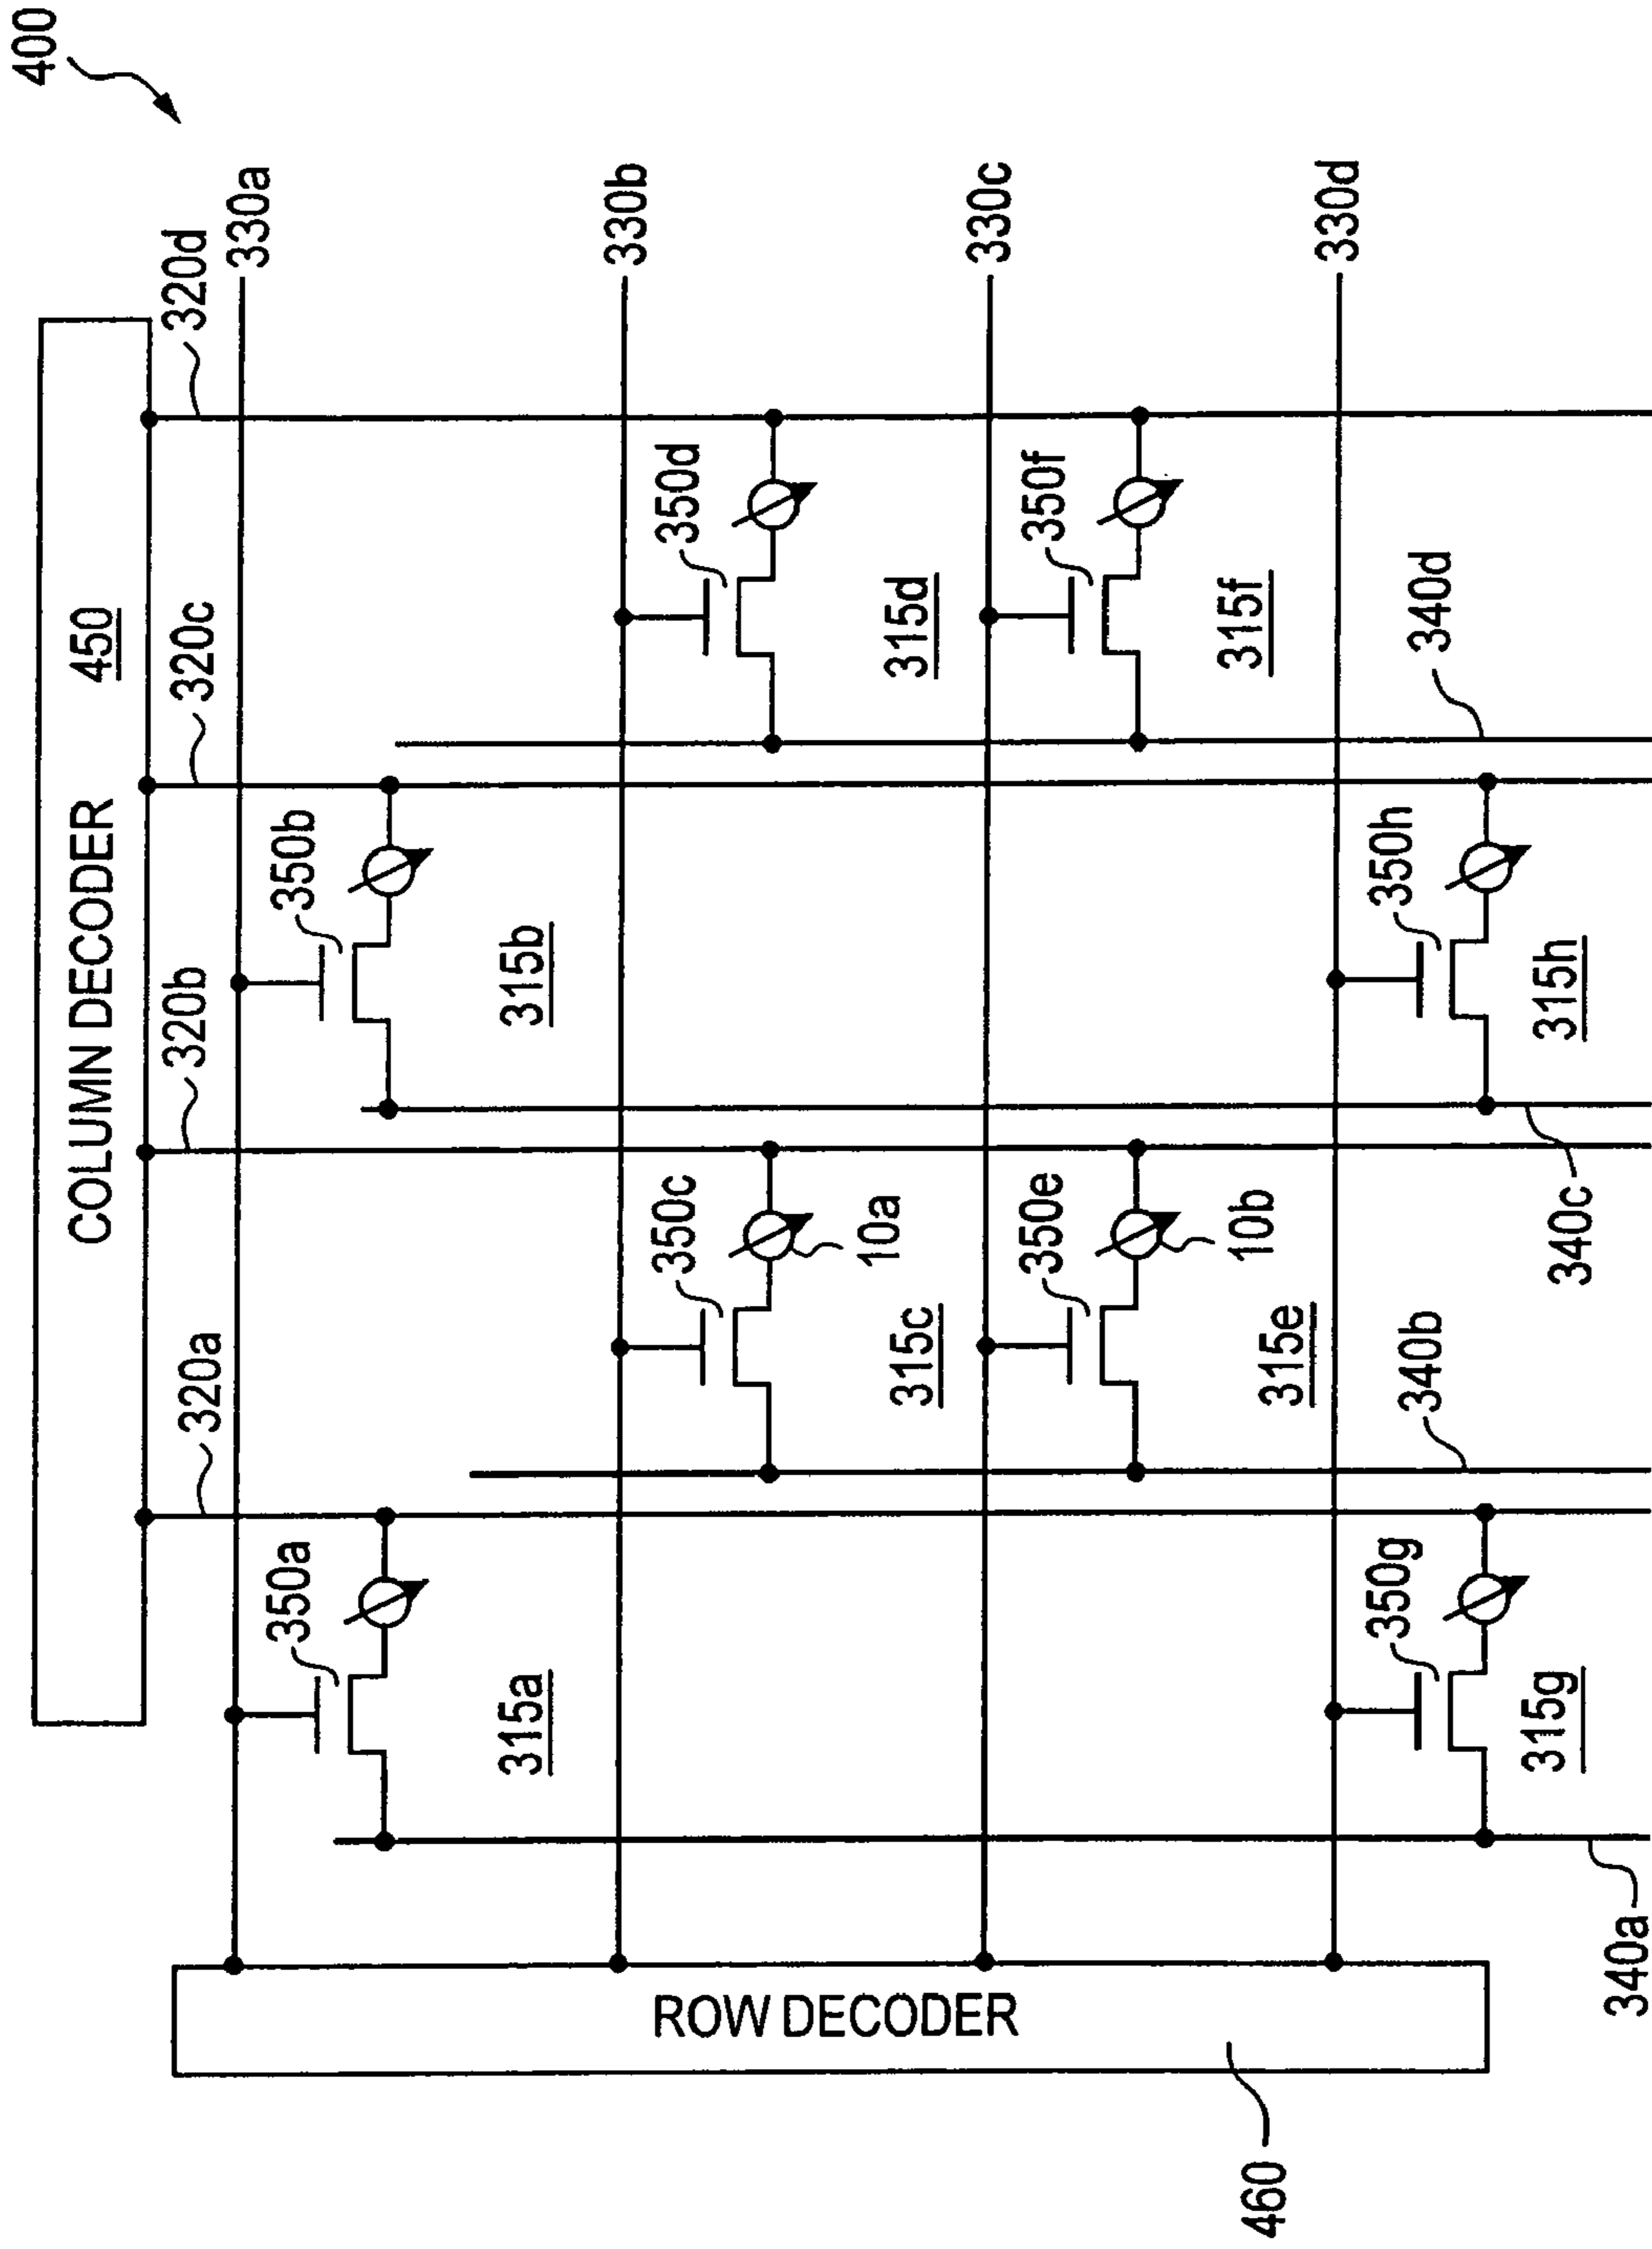 400
COLUMN DECODER 450
320a
320b
320c
320d
330a
350a
350b
315a
315b
330b
350c
350d
10a
315c
315d
330c
350e
350f
10b
315e
315f
330d
340b
340d
350g
350h
315g
315h
340a
340c
ROW DECODER
460